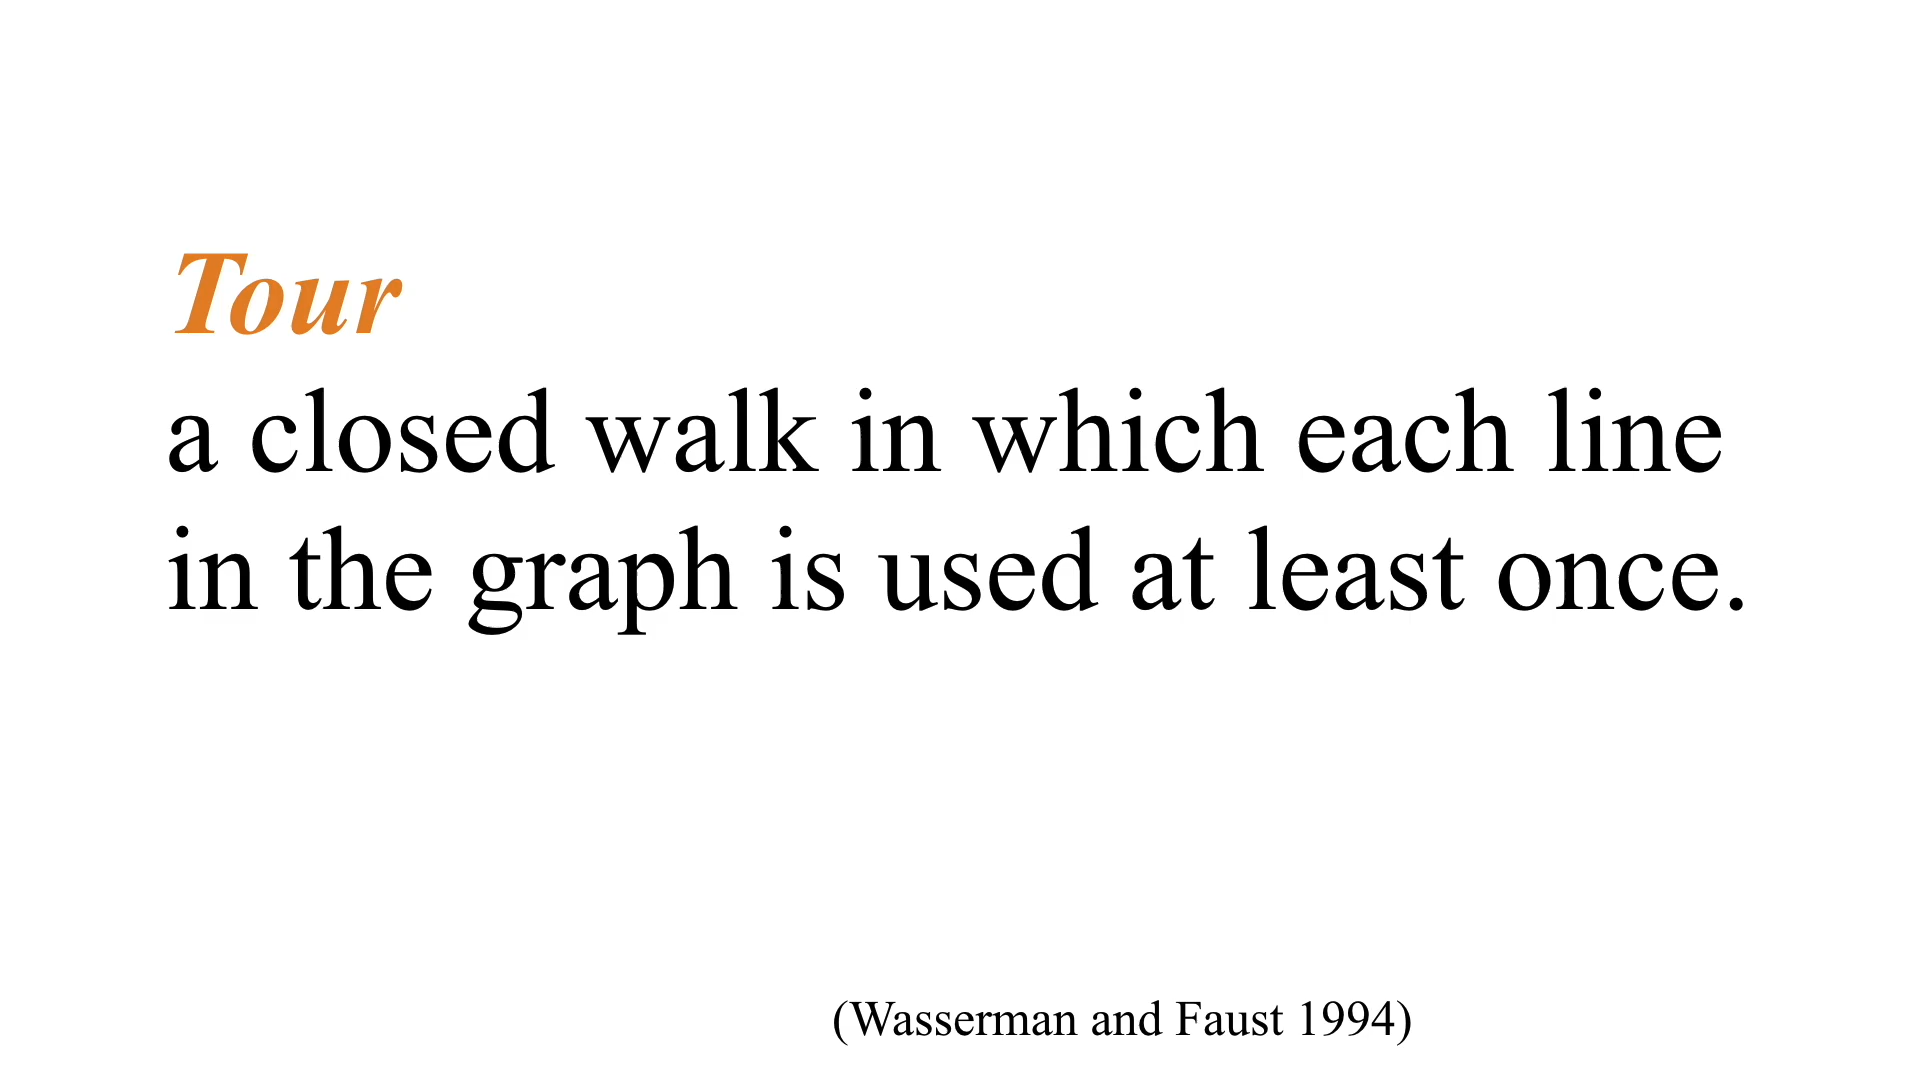 Tour
a closed walk in which each line
in the graph is used at least once.
(Wasserman and Faust 1994)